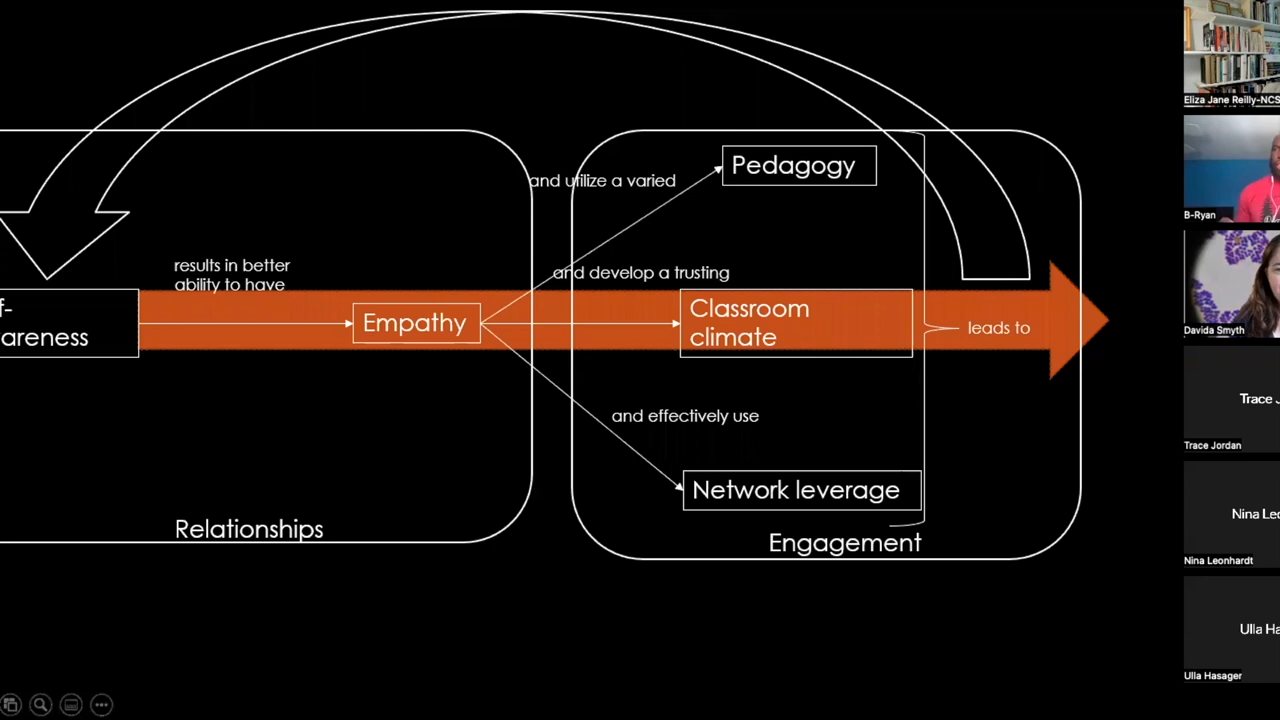 and utilize a varied
Pedagogy
results in better
ability to have
and develop a trusting
f-
areness
Empathy
Classroom
climate
leads to
and effectively use
Network leverage
Relationships
Engagement
Eliza Jane Reilly-NCS
B-Ryan
Davida Smyth
Trace J
Trace Jordan
Nina Leo
Nina Leonhardt
Ulla Ha
Ulla Hasager